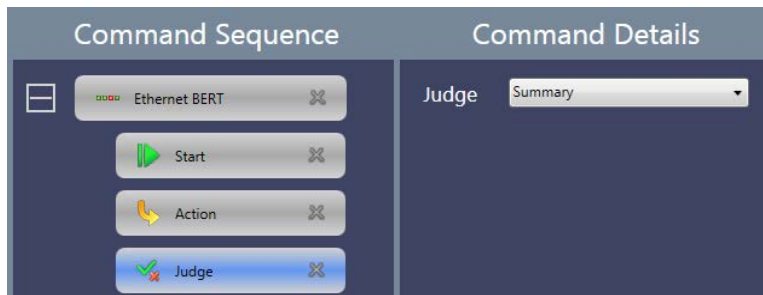 Command Sequence
Command Details
Ethernet BERT
Judge
Summary
Start
Action
Judge